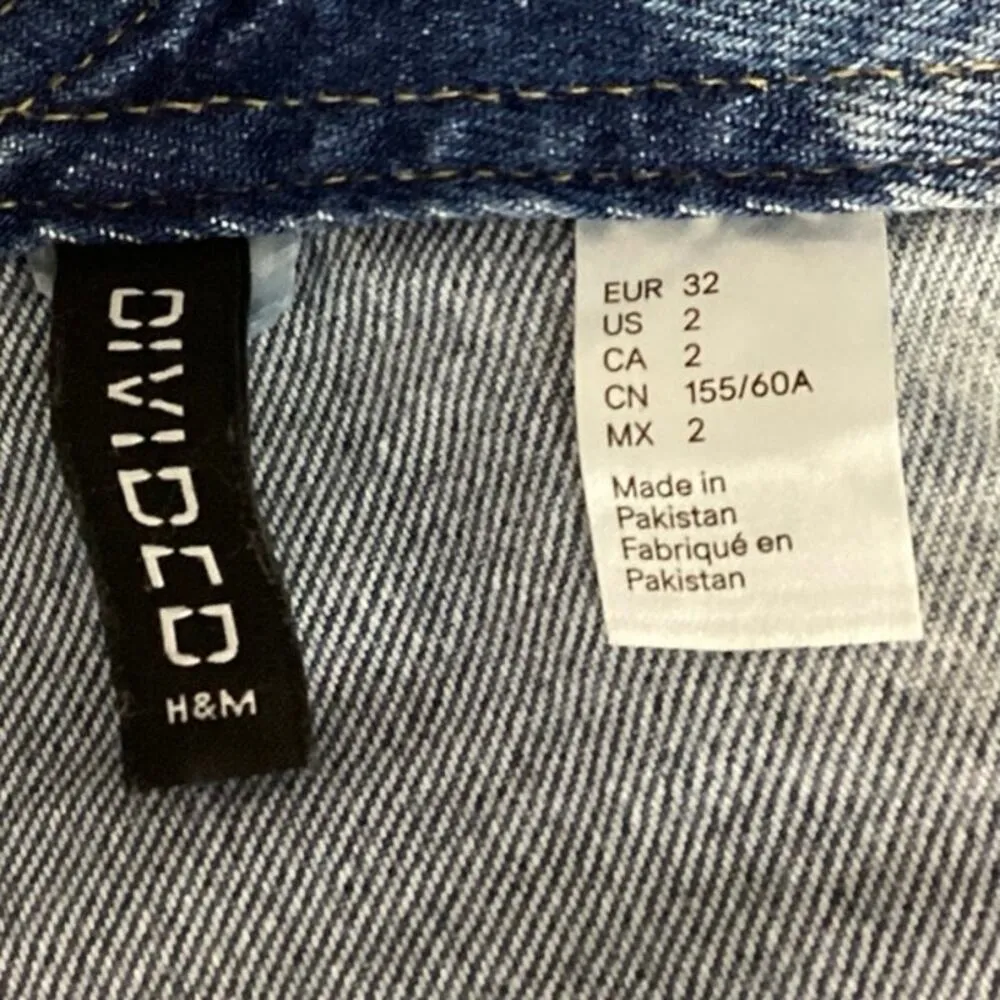 DIVIDED
H&M
EUR 32
US 2
CA 2
CN 155/60A
MX 2
Made in
Pakistan
Fabriqué en
Pakistan